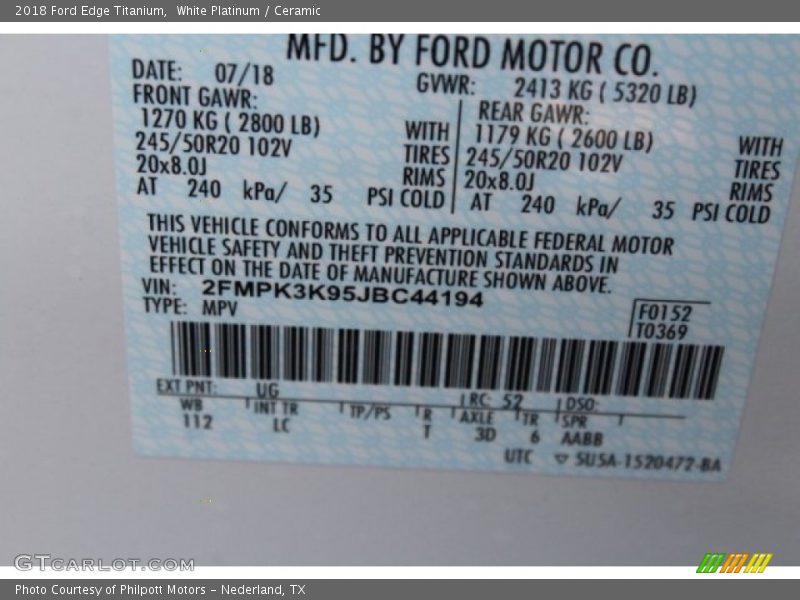 2018 Ford Edge Titanium,  White Platinum / Ceramic
MFD. BY FORD MOTOR CO.
DATE: 07/18
GVWR: 2413 KG ( 5320 LB)
FRONT GAWR:
1270 KG ( 2800 LB)
245/50R20 102V
20x8.0J
WITH
TIRES
RIMS
AT 240 kPa/ 35 PSI COLD
REAR GAWR:
1179 KG ( 2600 LB)
245/50R20 102V
20x8.0J
WITH
TIRES
RIMS
AT 240 kPa/ 35 PSI COLD
THIS VEHICLE CONFORMS TO ALL APPLICABLE FEDERAL MOTOR
VEHICLE SAFETY AND THEFT PREVENTION STANDARDS IN
EFFECT ON THE DATE OF MANUFACTURE SHOWN ABOVE.
VIN: 2FMPK3K95JBC44194
TYPE: MPV
F0152
T0369
EXT PNT: UG RC: 52 DSO:
WB INT TR TP/PS R AXLE TR SPR
112 LC T 3D 6 AABB
UTC ▽ SU5A-1520472-BA
GTCARLOT.COM
Photo Courtesy of Philpott Motors - Nederland, TX